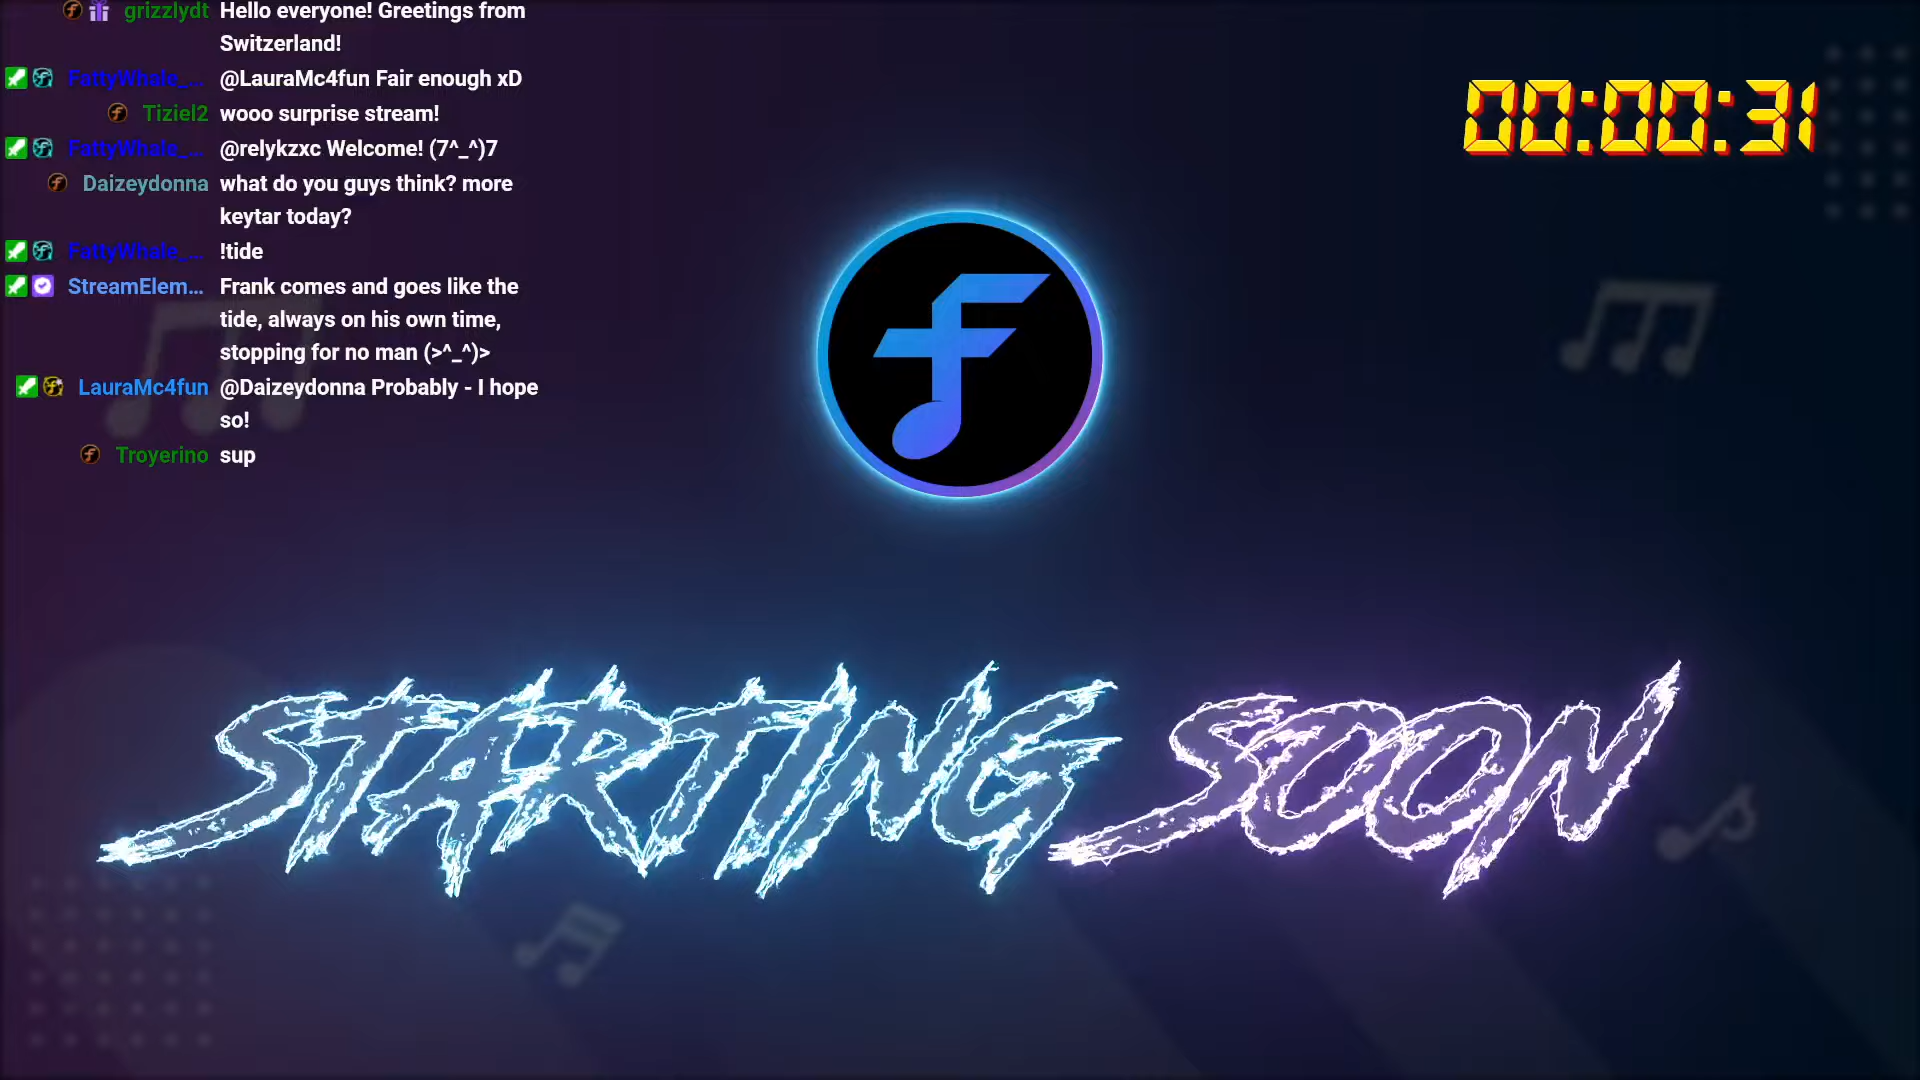 grizzlydt Hello everyone! Greetings from
Switzerland!
FattyWhale_... @LauraMc4fun Fair enough xD
Tiziel2 wooo surprise stream!
FattyWhale_... @relykzxc Welcome! (7^_^)7
Daizeydonna what do you guys think? more
keytar today?
FattyWhale_... !tide
StreamElem... Frank comes and goes like the
tide, always on his own time,
stopping for no man (>^_^)>
LauraMc4fun @Daizeydonna Probably - I hope
so!
Troyerino sup
00:00:31
STARTING SOON